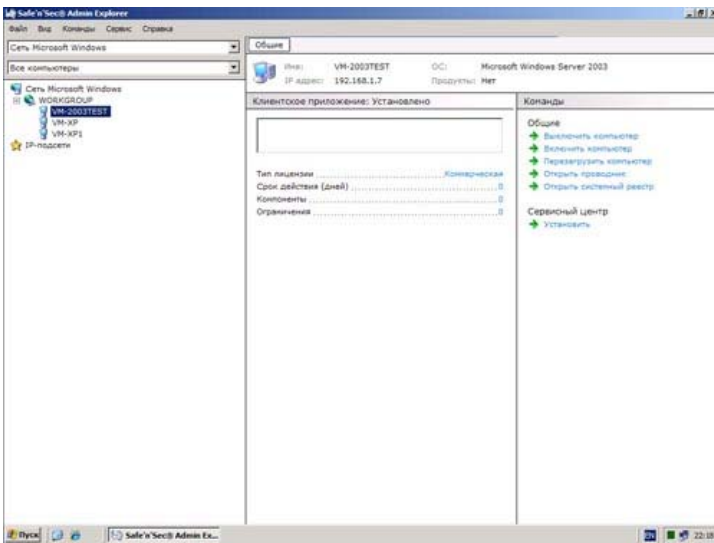 Safe'n'Sec® Admin Explorer
Файл Вид Команды Сервис Справка
Сеть Microsoft Windows
Все компьютеры
Сеть Microsoft Windows
WORKGROUP
VM-2003TEST
VM-XP
VM-XP1
IP-подсети
Общие
Имя: VM-2003TEST ОС: Microsoft Windows Server 2003
IP адрес: 192.168.1.7 Продукты: Нет
Клиентское приложение: Установлено
Тип лицензии Коммерческая
Срок действия (дней) 0
Компоненты 0
Ограничения 0
Команды
Общие
Выключить компьютер
Включить компьютер
Перезагрузить компьютер
Открыть проводник
Открыть системный реестр
Сервисный центр
Установить
Пуск
Safe'n'Sec® Admin Ex...
EN
22:18